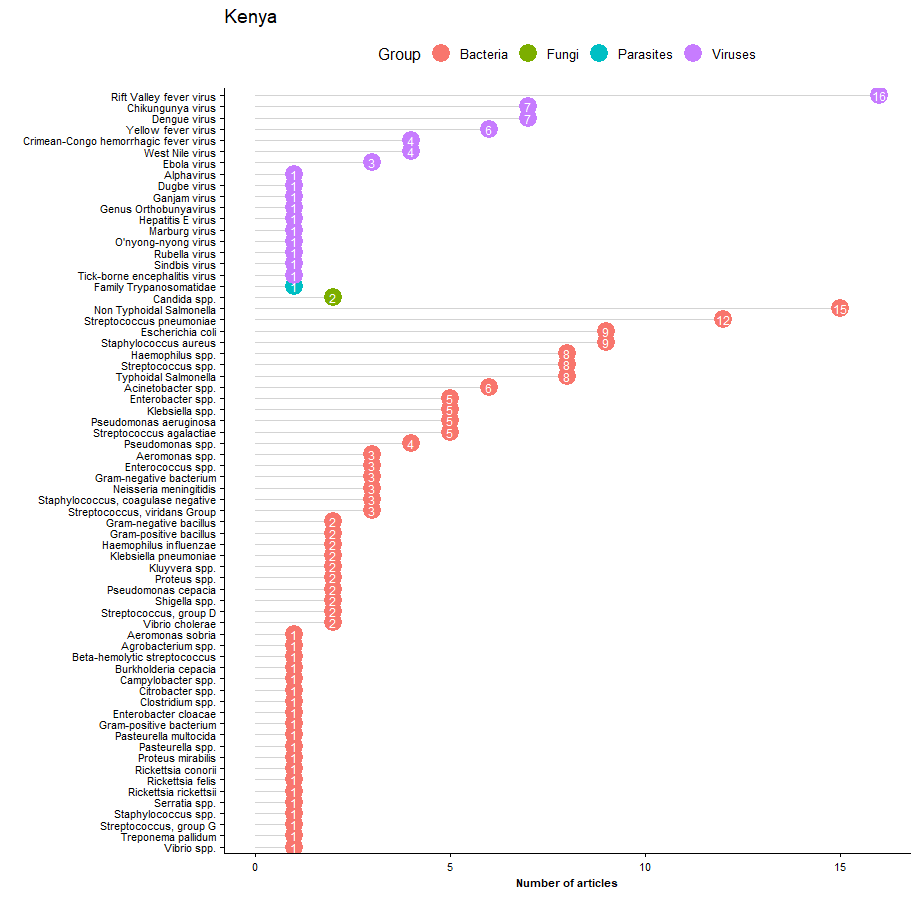 Kenya
Group Bacteria Fungi Parasites Viruses
Rift Valley fever virus 16
Chikungunya virus 7
Dengue virus 7
Yellow fever virus 6
Crimean-Congo hemorrhagic fever virus 4
West Nile virus 4
Ebola virus 3
Alphavirus 1
Dugbe virus 1
Ganjam virus 1
Genus Orthobunyavirus 1
Hepatitis E virus 1
Marburg virus 1
O'nyong-nyong virus 1
Rubella virus 1
Sindbis virus 1
Tick-borne encephalitis virus 1
Family Trypanosomatidae 1
Candida spp. 2
Non Typhoidal Salmonella 15
Streptococcus pneumoniae 12
Escherichia coli 9
Staphylococcus aureus 9
Haemophilus spp. 8
Streptococcus spp. 8
Typhoidal Salmonella 8
Acinetobacter spp. 6
Enterobacter spp. 5
Klebsiella spp. 5
Pseudomonas aeruginosa 5
Streptococcus agalactiae 5
Pseudomonas spp. 4
Aeromonas spp. 3
Enterococcus spp. 3
Gram-negative bacterium 3
Neisseria meningitidis 3
Staphylococcus, coagulase negative 3
Streptococcus, viridans Group 3
Gram-negative bacillus 2
Gram-positive bacillus 2
Haemophilus influenzae 2
Klebsiella pneumoniae 2
Kluyvera spp. 2
Proteus spp. 2
Pseudomonas cepacia 2
Shigella spp. 2
Streptococcus, group D 2
Vibrio cholerae 2
Aeromonas sobria 1
Agrobacterium spp. 1
Beta-hemolytic streptococcus 1
Burkholderia cepacia 1
Campylobacter spp. 1
Citrobacter spp. 1
Clostridium spp. 1
Enterobacter cloacae 1
Gram-positive bacterium 1
Pasteurella multocida 1
Pasteurella spp. 1
Proteus mirabilis 1
Rickettsia conorii 1
Rickettsia felis 1
Rickettsia rickettsii 1
Serratia spp. 1
Staphylococcus spp. 1
Streptococcus, group G 1
Treponema pallidum 1
Vibrio spp. 1
0 5 10 15
Number of articles